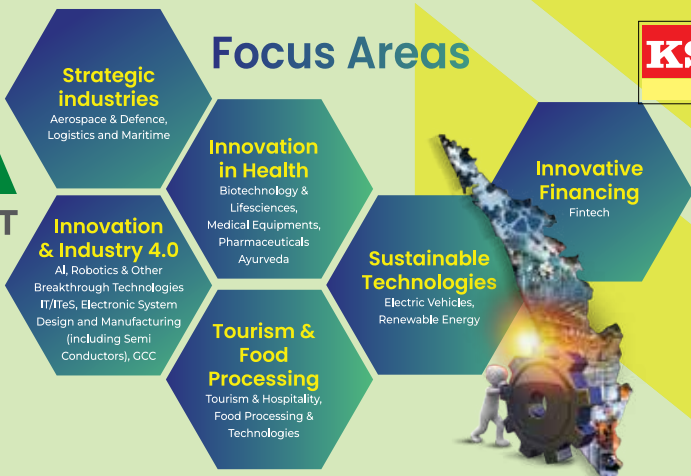 Focus Areas
KS
Strategic
industries
Aerospace & Defence,
Logistics and Maritime
Innovation
in Health
Biotechnology &
Lifesciences,
Medical Equipments,
Pharmaceuticals
Ayurveda
Innovative
Financing
Fintech
T
Innovation
& Industry 4.0
AI, Robotics & Other
Breakthrough Technologies
IT/ITeS, Electronic System
Design and Manufacturing
(including Semi
Conductors), GCC
Sustainable
Technologies
Electric Vehicles,
Renewable Energy
Tourism &
Food
Processing
Tourism & Hospitality,
Food Processing &
Technologies